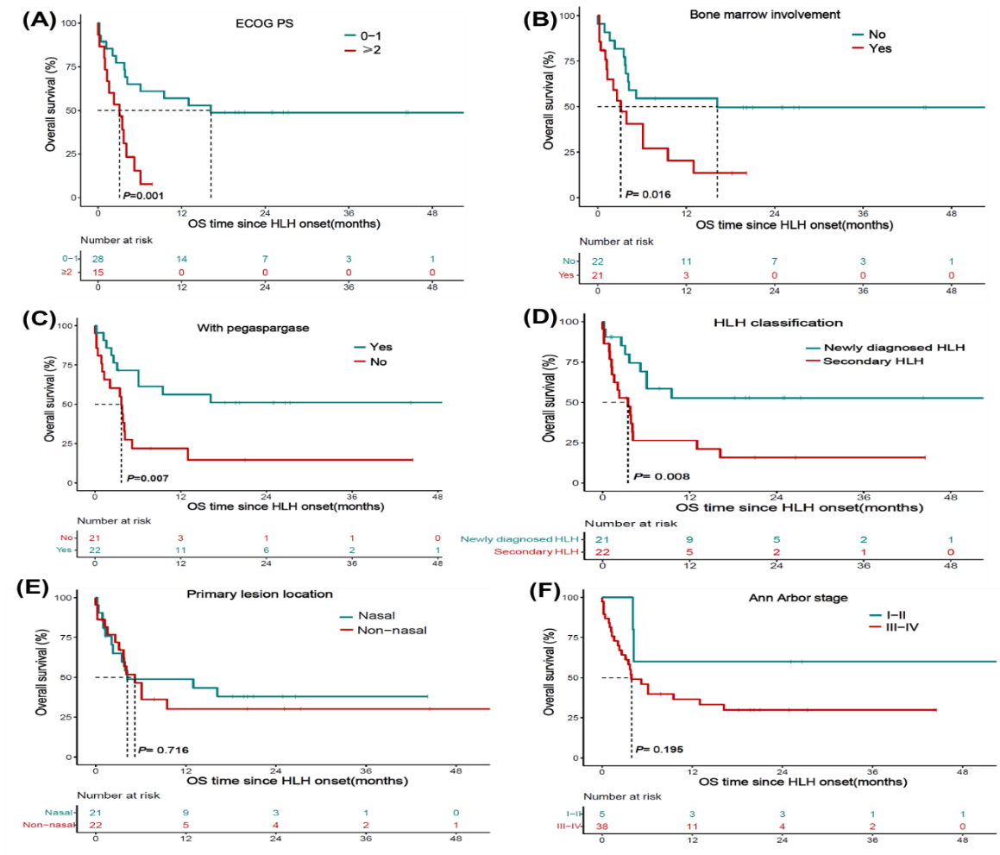 (A)
ECOG PS
0-1
≥2
Overall survival (%)
100
75
50
25
0
P=0.001
0 12 24 36 48
OS time since HLH onset(months)
Number at risk
0-1 28 14 7 3 1
≥2 15 0 0 0 0
0 12 24 36 48
(B)
Bone marrow involvement
No
Yes
Overall survival (%)
100
75
50
25
0
P= 0.016
0 12 24 36 48
OS time since HLH onset(months)
Number at risk
No 22 11 7 3 1
Yes 21 3 0 0 0
0 12 24 36 48
(C)
With pegaspargase
Yes
No
Overall survival (%)
100
75
50
25
0
P=0.007
0 12 24 36 48
OS time since HLH onset(months)
Number at risk
No 21 3 1 1 0
Yes 22 11 6 2 1
0 12 24 36 48
(D)
HLH classification
Newly diagnosed HLH
Secondary HLH
Overall survival (%)
100
75
50
25
0
P= 0.008
0 12 24 36 48
OS time since HLH onset(months)
Number at risk
Newly diagnosed HLH 21 9 5 2 1
Secondary HLH 22 5 2 1 0
0 12 24 36 48
(E)
Primary lesion location
Nasal
Non-nasal
Overall survival (%)
100
75
50
25
0
P= 0.716
0 12 24 36 48
OS time since HLH onset(months)
Number at risk
Nasal 21 9 3 1 0
Non-nasal 22 5 4 2 1
0 12 24 36 48
(F)
Ann Arbor stage
I-II
III-IV
Overall survival (%)
100
75
50
25
0
P= 0.195
0 12 24 36 48
OS time since HLH onset(months)
Number at risk
I-II 5 3 3 1 1
III-IV 38 11 4 2 0
0 12 24 36 48